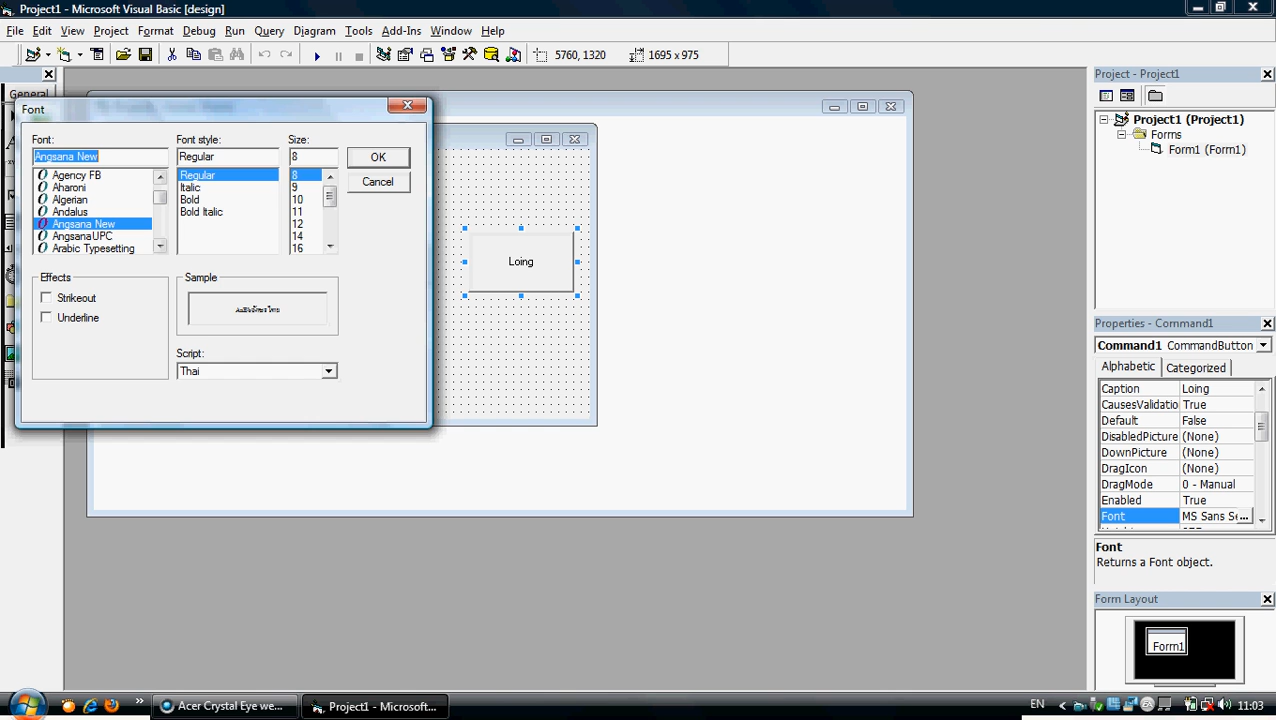 Project1 - Microsoft Visual Basic [design]
File Edit View Project Format Debug Run Query Diagram Tools Add-Ins Window Help
5760, 1320 1695 x 975
General
Font
Font:
Angsana New
Agency FB
Aharoni
Algerian
Andalus
Angsana New
AngsanaUPC
Arabic Typesetting
Font style:
Regular
Regular
Italic
Bold
Bold Italic
Size:
8
8
9
10
11
12
14
16
OK
Cancel
Effects
Strikeout
Underline
Sample
Script:
Thai
Loing
Project - Project1
Project1 (Project1)
Forms
Form1 (Form1)
Properties - Command1
Command1 CommandButton
Alphabetic Categorized
Caption Loing
CausesValidatio True
Default False
DisabledPicture (None)
DownPicture (None)
DragIcon (None)
DragMode 0 - Manual
Enabled True
Font MS Sans Se ...
Font
Returns a Font object.
Form Layout
Form1
» Acer Crystal Eye we... Project1 - Microsoft... EN 11:03